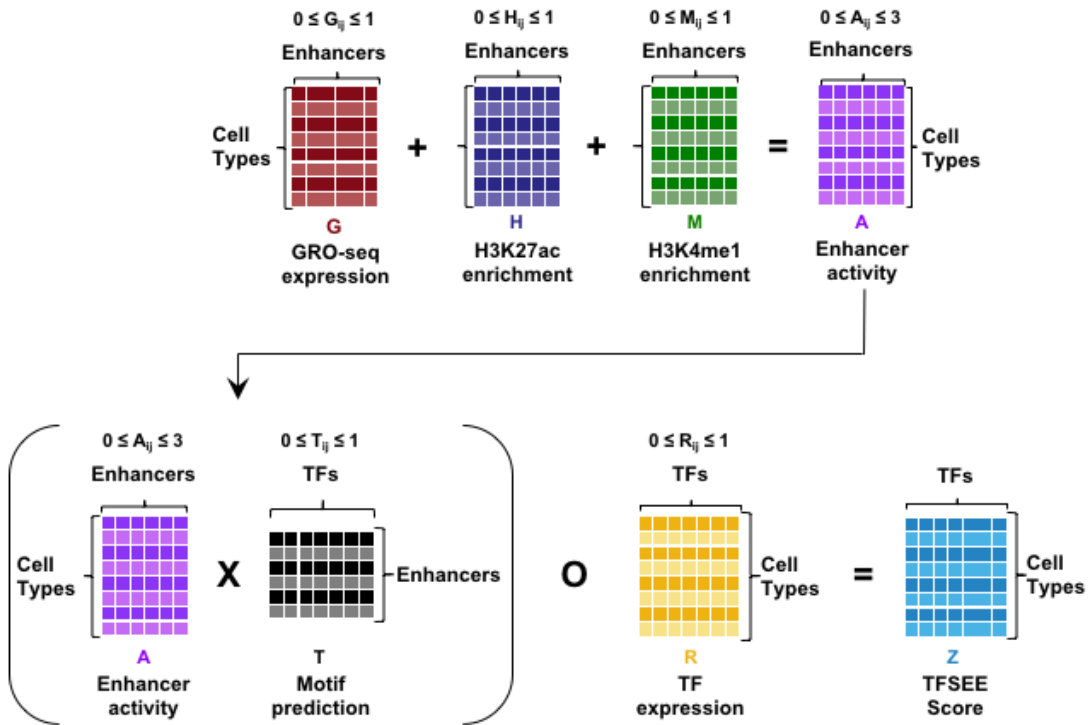 0 ≤ Gij ≤ 1
0 ≤ Hij ≤ 1
0 ≤ Mij ≤ 1
0 ≤ Aij ≤ 3
Enhancers
Enhancers
Enhancers
Enhancers
Cell
Types
+
+
=
Cell
Types
G
H
M
A
GRO-seq
expression
H3K27ac
enrichment
H3K4me1
enrichment
Enhancer
activity
0 ≤ Aij ≤ 3
0 ≤ Tij ≤ 1
0 ≤ Rij ≤ 1
Enhancers
TFs
TFs
TFs
Cell
Types
X
Enhancers
O
Cell
Types
=
Cell
Types
A
T
R
Z
Enhancer
activity
Motif
prediction
TF
expression
TFSEE
Score